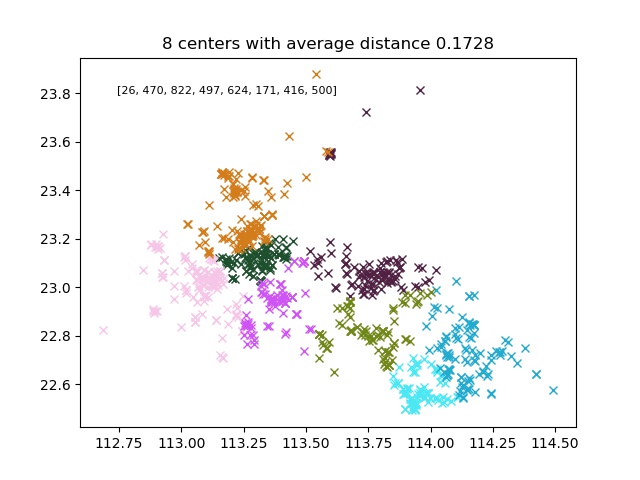 8 centers with average distance 0.1728
[26, 470, 822, 497, 624, 171, 416, 500]
23.8
23.6
23.4
23.2
23.0
22.8
22.6
112.75 113.00 113.25 113.50 113.75 114.00 114.25 114.50